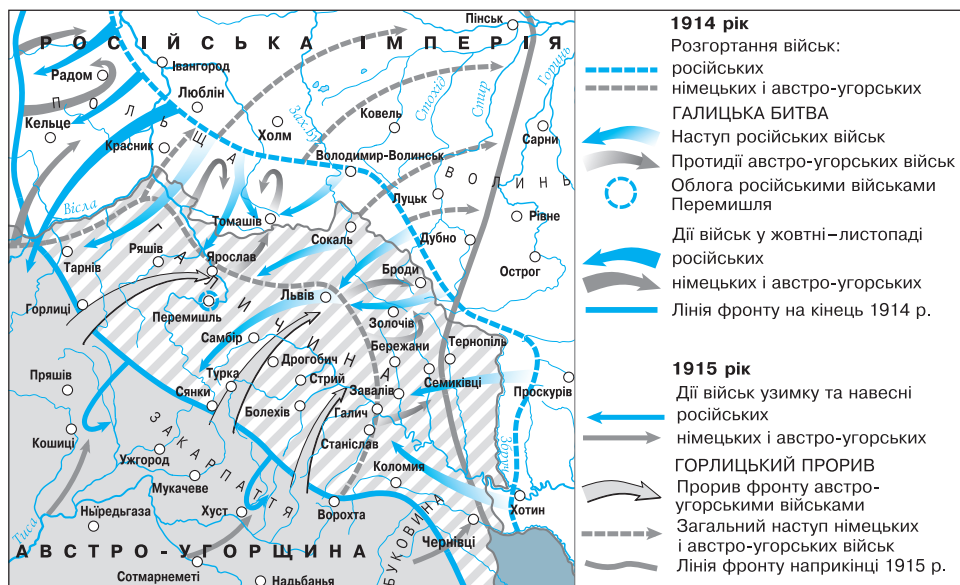 РОСІЙСЬКА ІМПЕРІЯ
Пінськ
Радом
Івангород
Люблін
Кельце
ПОЛЬЩА
Холм
Зах.Буг
Ковель
Стохід
Стир
Горинь
Сарни
Красник
Володимир-Волинськ
ВОЛИНЬ
Луцьк
Рівне
Вісла
Томашів
Сокаль
Дубно
Острог
Тарнів
Ряшів
Ярослав
Броди
ГАЛИЧИНА
Горлиці
Перемишль
Львів
Золочів
Самбір
Бережани
Тернопіль
Дрогобич
Пряшів
Турка
Стрий
Завалів
Семиківці
Проскурів
Сянки
Болехів
Галич
Кошиці
ЗАКАРПАТТЯ
Станіслав
Збруч
Ужгород
Коломия
Мукачеве
Хотин
Тиса
Ньїредьгаза
Хуст
Ворохта
БУКОВИНА
Чернівці
АВСТРО-УГОРЩИНА
Сотмарнеметі
Надьбанья
1914 рік
Розгортання військ:
російських
німецьких і австро-угорських
ГАЛИЦЬКА БИТВА
Наступ російських військ
Протидії австро-угорських військ
Облога російськими військами
Перемишля
Дії військ у жовтні–листопаді
російських
німецьких і австро-угорських
Лінія фронту на кінець 1914 р.
1915 рік
Дії військ узимку та навесні
російських
німецьких і австро-угорських
ГОРЛИЦЬКИЙ ПРОРИВ
Прорив фронту австро-
угорськими військами
Загальний наступ німецьких
і австро-угорських військ
Лінія фронту наприкінці 1915 р.